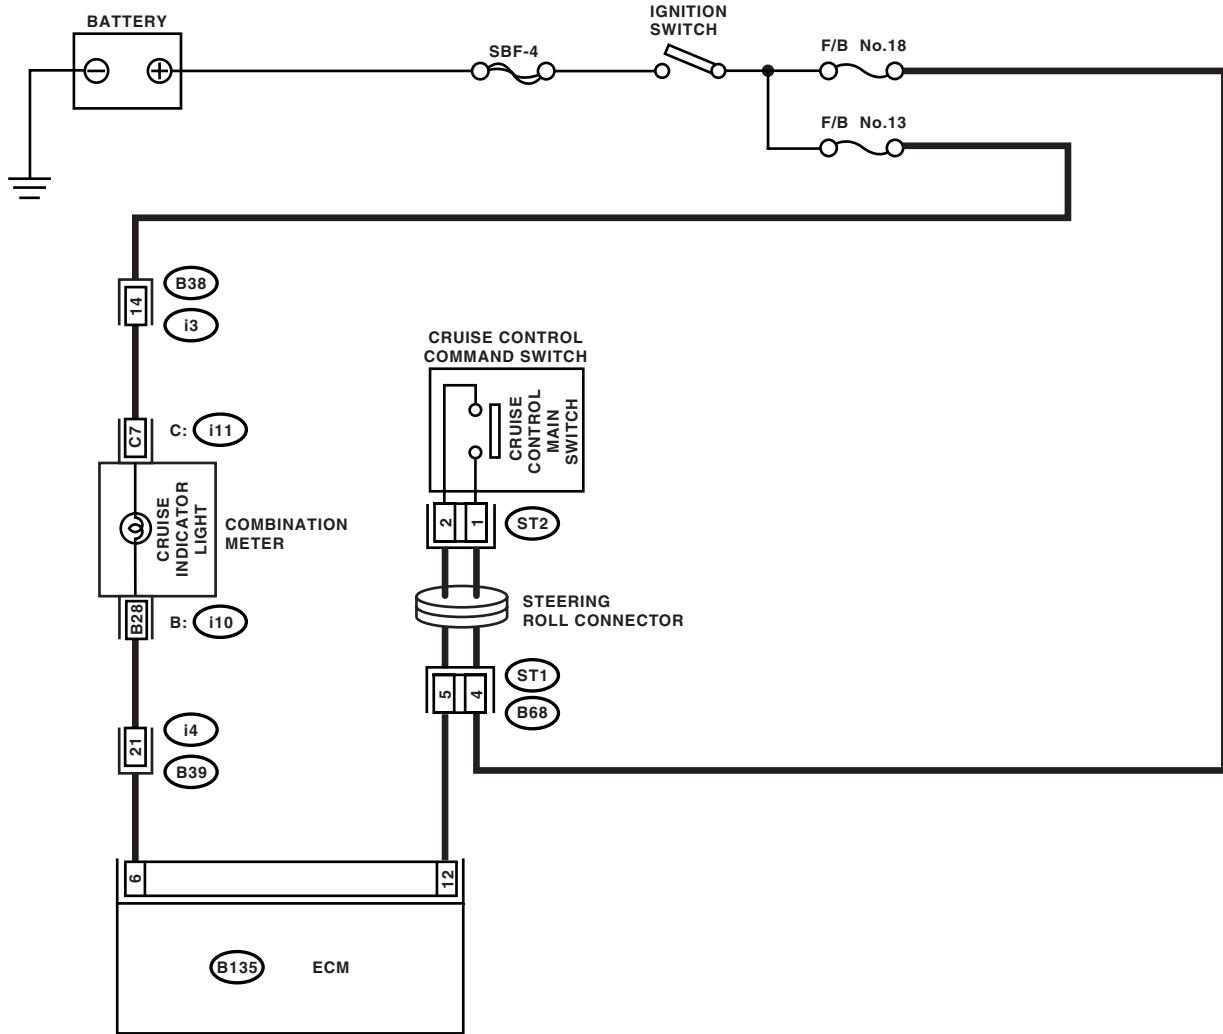 BATTERY
SBF-4
IGNITION
SWITCH
F/B No.18
F/B No.13
14
B38
i3
C7
C: i11
CRUISE
INDICATOR
LIGHT
COMBINATION
METER
B28
B: i10
21
i4
B39
CRUISE CONTROL
COMMAND SWITCH
CRUISE
CONTROL
MAIN
SWITCH
2 1
ST2
STEERING
ROLL CONNECTOR
5 4
ST1
B68
6 12
B135 ECM